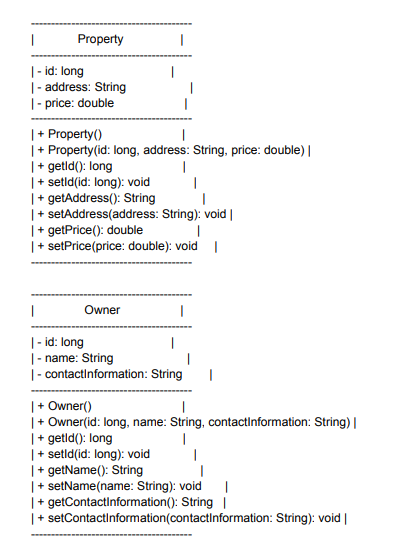 ----------------------------------------
| Property |
----------------------------------------
| - id: long |
| - address: String |
| - price: double |
----------------------------------------
| + Property() |
| + Property(id: long, address: String, price: double) |
| + getId(): long |
| + setId(id: long): void |
| + getAddress(): String |
| + setAddress(address: String): void |
| + getPrice(): double |
| + setPrice(price: double): void |
----------------------------------------
----------------------------------------
| Owner |
----------------------------------------
| - id: long |
| - name: String |
| - contactInformation: String |
----------------------------------------
| + Owner() |
| + Owner(id: long, name: String, contactInformation: String) |
| + getId(): long |
| + setId(id: long): void |
| + getName(): String |
| + setName(name: String): void |
| + getContactInformation(): String |
| + setContactInformation(contactInformation: String): void |
----------------------------------------